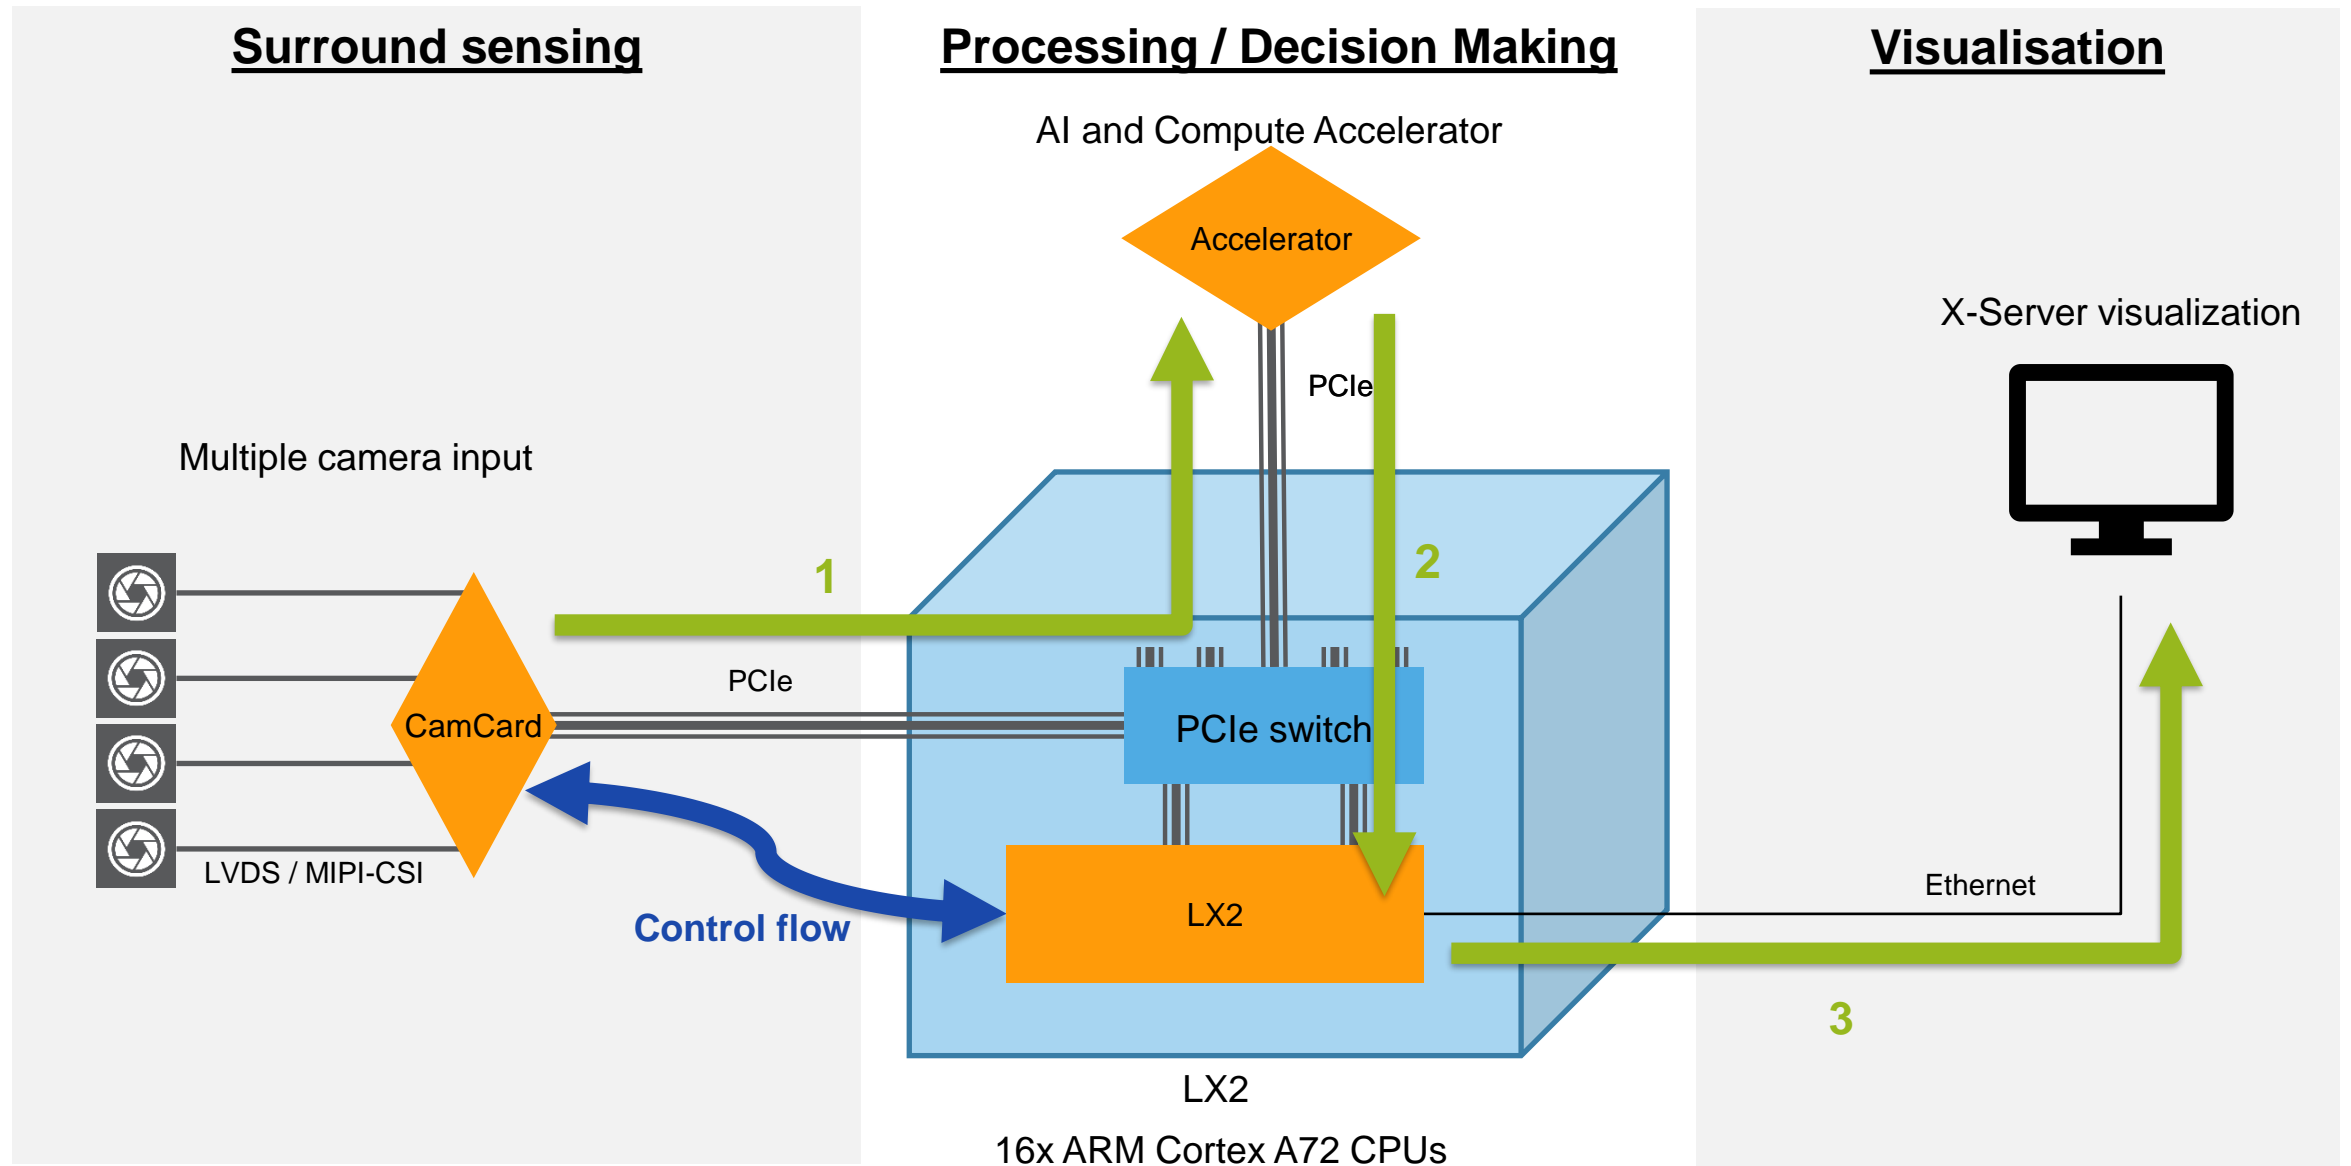 Surround sensing
Processing / Decision Making
Visualisation
AI and Compute Accelerator
Accelerator
X-Server visualization
PCIe
Multiple camera input
1
2
PCIe
CamCard
PCIe switch
LVDS / MIPI-CSI
Control flow
LX2
Ethernet
3
LX2
16x ARM Cortex A72 CPUs